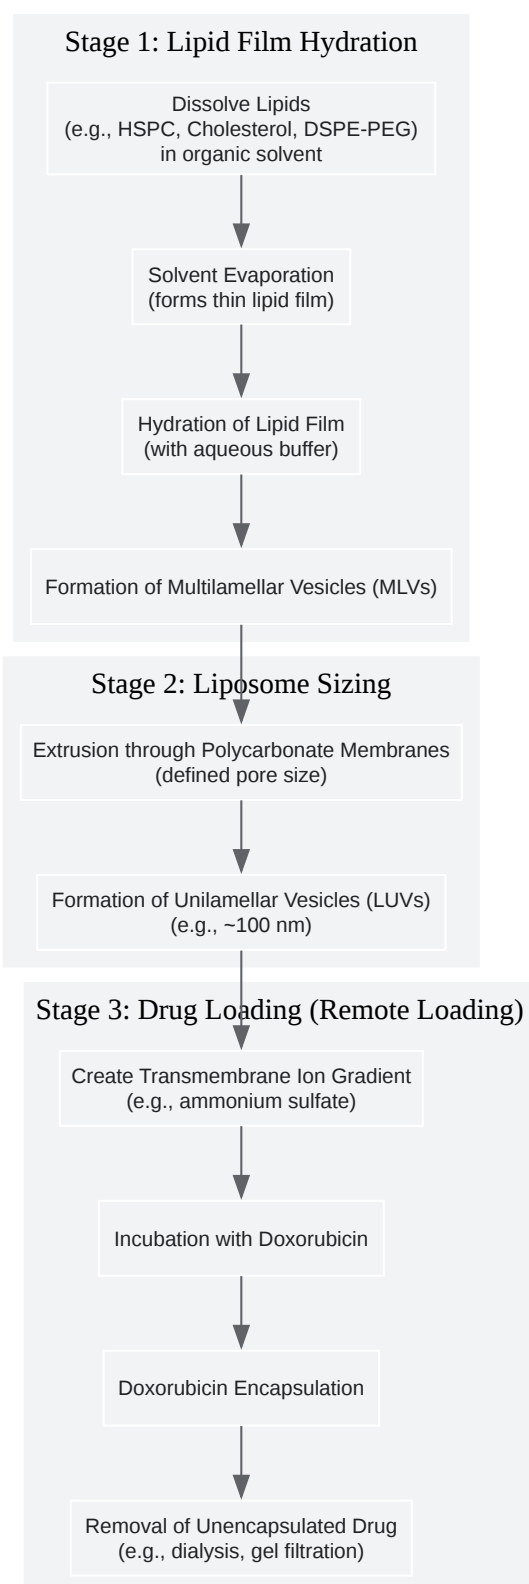 Stage 1: Lipid Film Hydration
Dissolve Lipids
(e.g., HSPC, Cholesterol, DSPE-PEG)
in organic solvent
Solvent Evaporation
(forms thin lipid film)
Hydration of Lipid Film
(with aqueous buffer)
Formation of Multilamellar Vesicles (MLVs)
Stage 2: Liposome Sizing
Extrusion through Polycarbonate Membranes
(defined pore size)
Formation of Unilamellar Vesicles (LUVs)
(e.g., ~100 nm)
Stage 3: Drug Loading (Remote Loading)
Create Transmembrane Ion Gradient
(e.g., ammonium sulfate)
Incubation with Doxorubicin
Doxorubicin Encapsulation
Removal of Unencapsulated Drug
(e.g., dialysis, gel filtration)